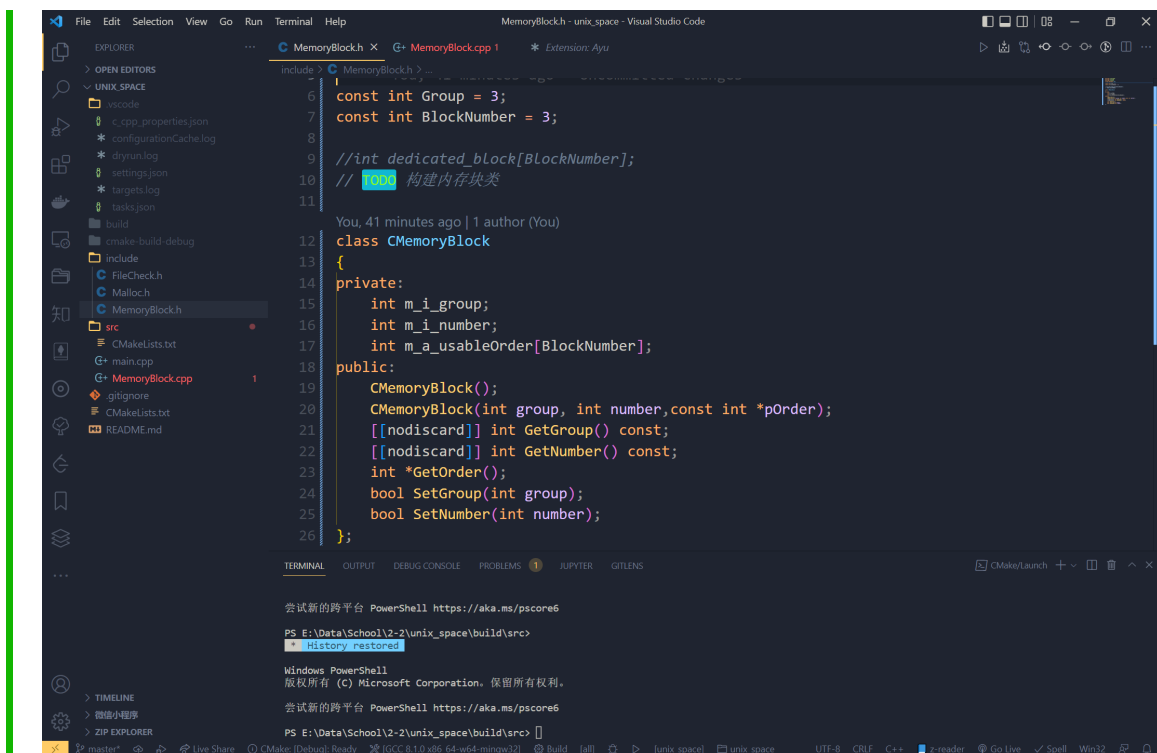 File Edit Selection View Go Run Terminal Help
MemoryBlock.h - unix_space - Visual Studio Code
EXPLORER
OPEN EDITORS
UNIX_SPACE
.vscode
c_cpp_properties.json
configurationCache.log
dryrun.log
settings.json
targets.log
tasks.json
build
cmake-build-debug
include
FileCheck.h
Malloc.h
MemoryBlock.h
src
CMakeLists.txt
main.cpp
MemoryBlock.cpp 1
.gitignore
CMakeLists.txt
README.md
TIMELINE
微信小程序
ZIP EXPLORER
知
MemoryBlock.h
MemoryBlock.cpp 1
Extension: Ayu
include > MemoryBlock.h > ...
6 const int Group = 3;
7 const int BlockNumber = 3;
8
9 //int dedicated_block[BlockNumber];
10 // TODO 构建内存块类
11
You, 41 minutes ago | 1 author (You)
12 class CMemoryBlock
13 {
14 private:
15 int m_i_group;
16 int m_i_number;
17 int m_a_usableOrder[BlockNumber];
18 public:
19 CMemoryBlock();
20 CMemoryBlock(int group, int number,const int *pOrder);
21 [[nodiscard]] int GetGroup() const;
22 [[nodiscard]] int GetNumber() const;
23 int *GetOrder();
24 bool SetGroup(int group);
25 bool SetNumber(int number);
26 };
TERMINAL OUTPUT DEBUG CONSOLE PROBLEMS 1 JUPYTER GITLENS
CMake/Launch
尝试新的跨平台 PowerShell https://aka.ms/pscore6
PS E:\Data\School\2-2\unix_space\build\src>
* History restored
Windows PowerShell
版权所有 (C) Microsoft Corporation。保留所有权利。
尝试新的跨平台 PowerShell https://aka.ms/pscore6
PS E:\Data\School\2-2\unix_space\build\src>
master* Live Share CMake: [Debug]: Ready [GCC 8.1.0 x86_64-w64-mingw32] Build [all] [unix_space] unix_space UTF-8 CRLF C++ z-reader Go Live Spell Win32